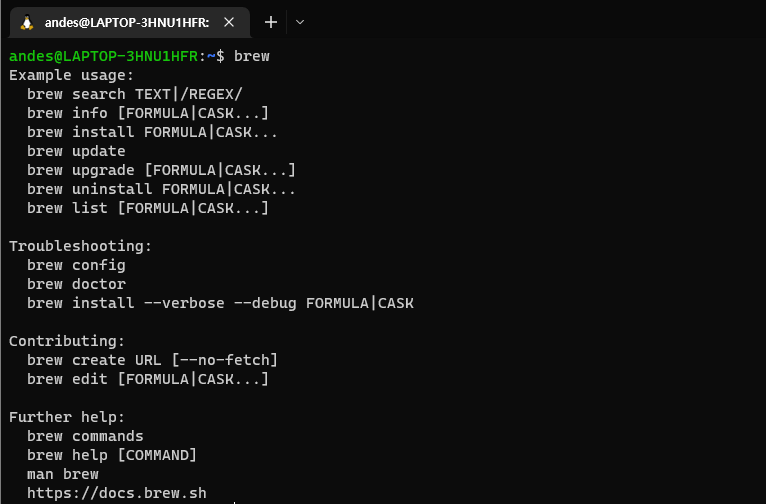 andes@LAPTOP-3HNU1HFR:
andes@LAPTOP-3HNU1HFR:~$ brew
Example usage:
  brew search TEXT|/REGEX/
  brew info [FORMULA|CASK...]
  brew install FORMULA|CASK...
  brew update
  brew upgrade [FORMULA|CASK...]
  brew uninstall FORMULA|CASK...
  brew list [FORMULA|CASK...]

Troubleshooting:
  brew config
  brew doctor
  brew install --verbose --debug FORMULA|CASK

Contributing:
  brew create URL [--no-fetch]
  brew edit [FORMULA|CASK...]

Further help:
  brew commands
  brew help [COMMAND]
  man brew
  https://docs.brew.sh